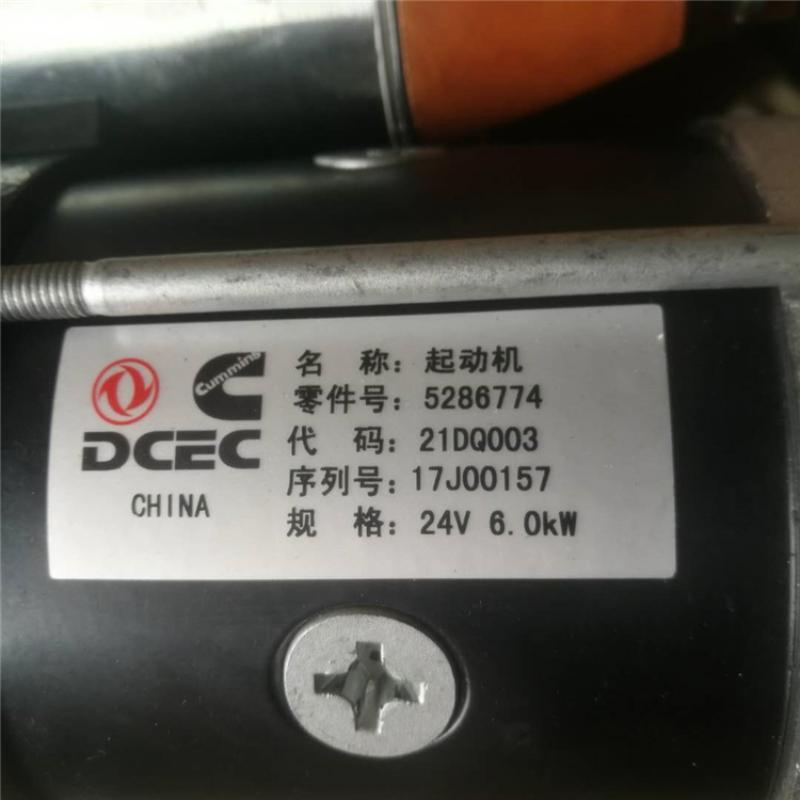 Cummins
DCEC
CHINA
名 称：起动机
零件号：5286774
代 码：21DQ003
序列号：17J00157
规 格：24V 6.0kW